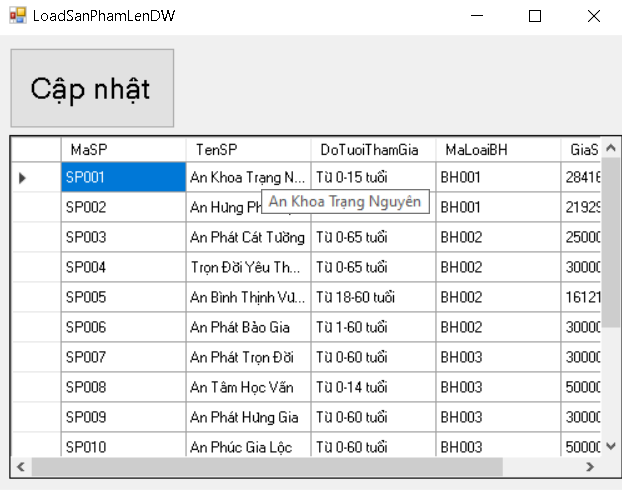 LoadSanPhamLenDW
Cập nhật
MaSP TenSP DoTuoiThamGia MaLoaiBH GiaS
SP001 An Khoa Trạng N... Từ 0-15 tuổi BH001 28416
An Khoa Trạng Nguyên
SP002 An Hưng BH001 21929
SP003 An Phát Cát Tường Từ 0-65 tuổi BH002 25000
SP004 Trọn Đời Yêu Th... Từ 0-65 tuổi BH002 30000
SP005 An Bình Thịnh Vư... Từ 18-60 tuổi BH002 16121
SP006 An Phát Bảo Gia Từ 1-60 tuổi BH002 30000
SP007 An Phát Trọn Đời Từ 0-60 tuổi BH003 30000
SP008 An Tâm Học Vấn Từ 0-14 tuổi BH003 50000
SP009 An Phát Hưng Gia Từ 0-60 tuổi BH003 30000
SP010 An Phúc Gia Lộc Từ 0-60 tuổi BH003 50000